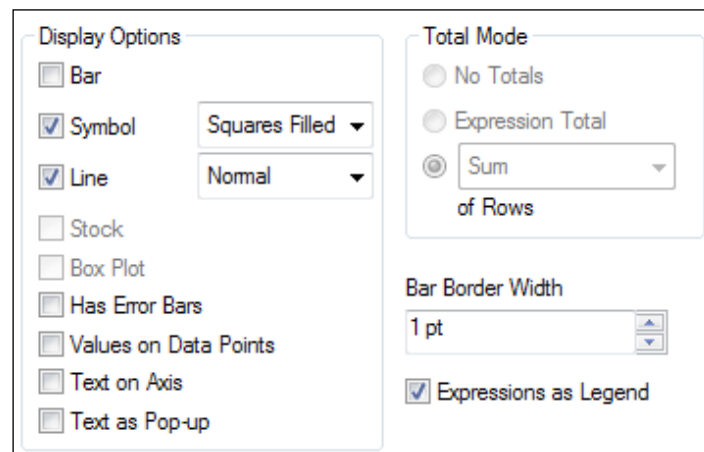 Display Options
Bar
Symbol
Squares Filled
Line
Normal
Stock
Box Plot
Has Error Bars
Values on Data Points
Text on Axis
Text as Pop-up
Total Mode
No Totals
Expression Total
Sum
of Rows
Bar Border Width
1 pt
Expressions as Legend